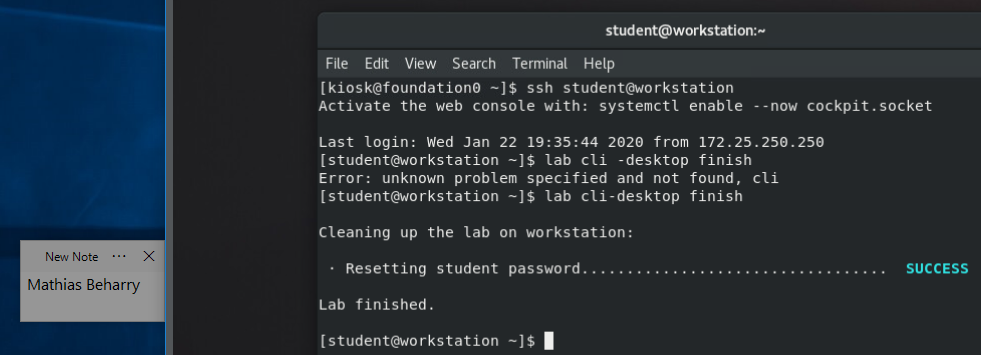 student@workstation:~
File Edit View Search Terminal Help
[kiosk@foundation0 ~]$ ssh student@workstation
Activate the web console with: systemctl enable --now cockpit.socket
Last login: Wed Jan 22 19:35:44 2020 from 172.25.250.250
[student@workstation ~]$ lab cli -desktop finish
Error: unknown problem specified and not found, cli
[student@workstation ~]$ lab cli-desktop finish
Cleaning up the lab on workstation:
· Resetting student password.................................. SUCCESS
Lab finished.
[student@workstation ~]$
New Note ···
Mathias Beharry